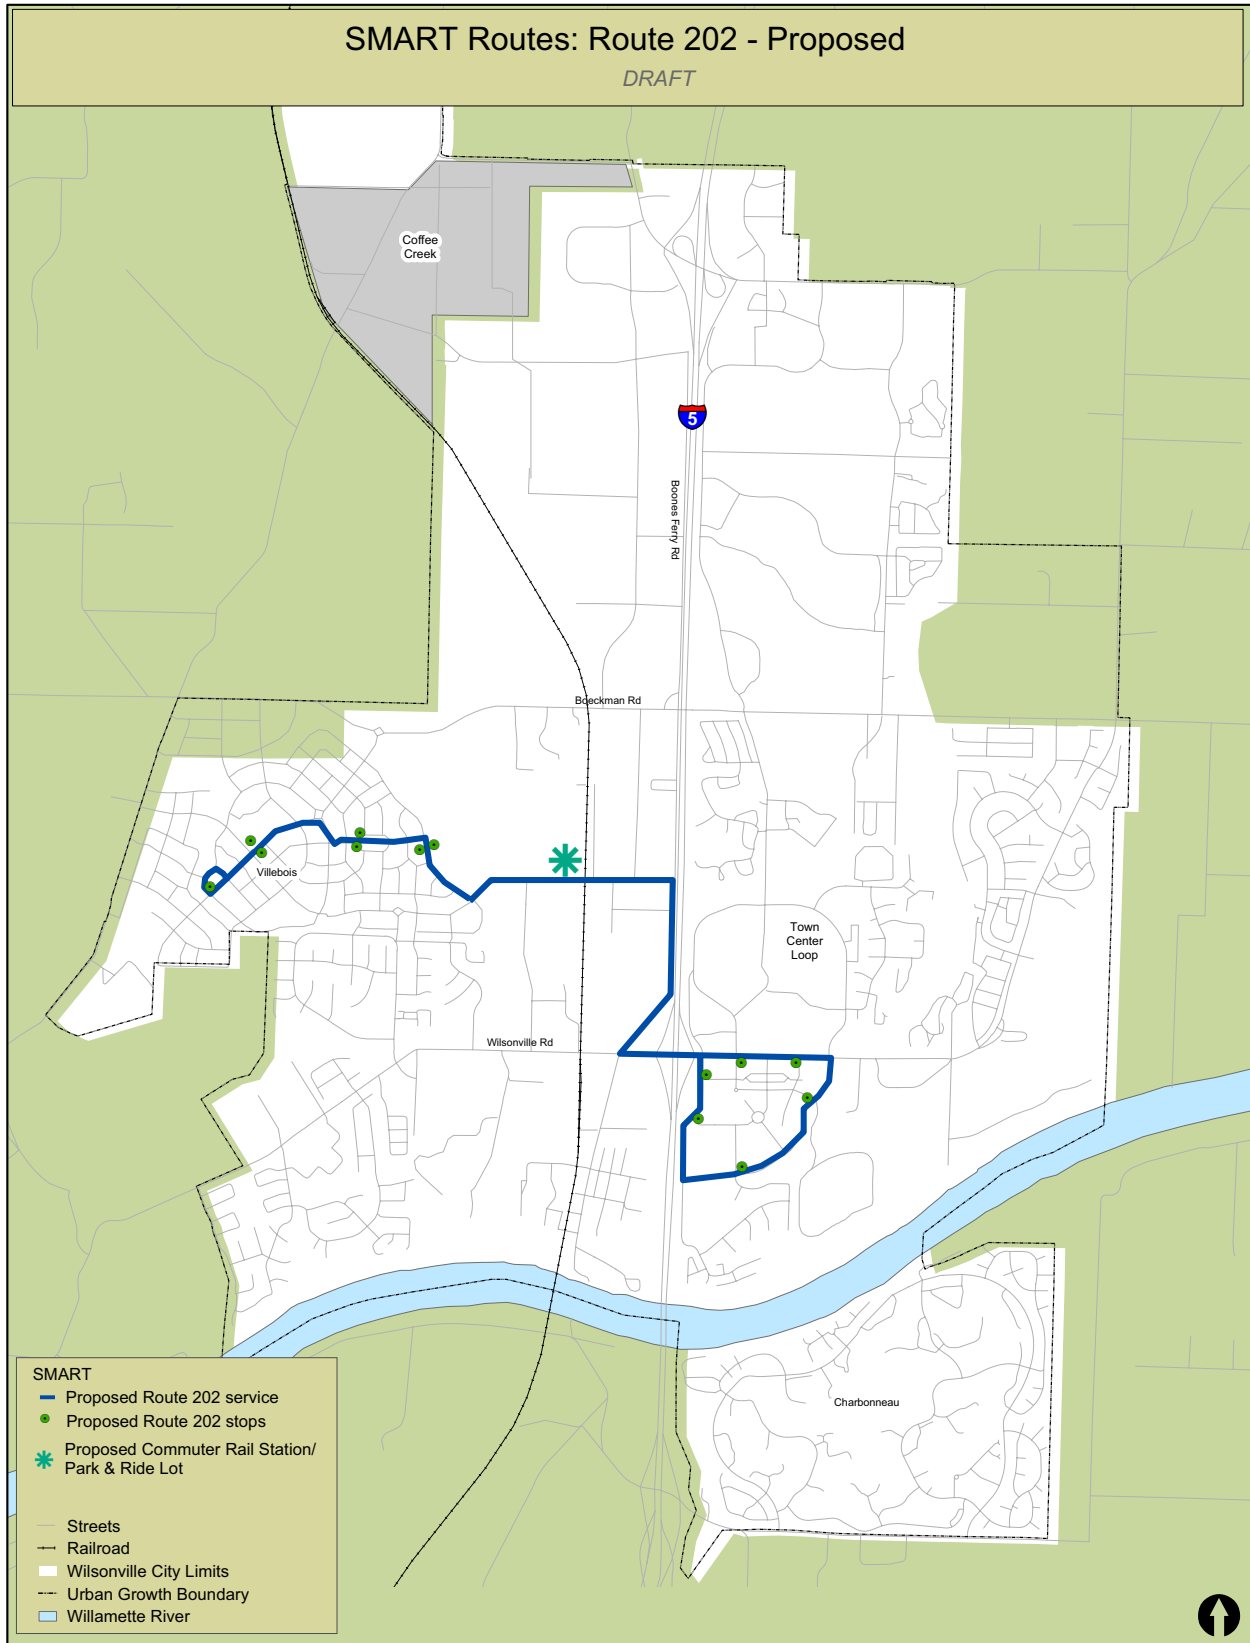 SMART Routes: Route 202 - Proposed
DRAFT
Coffee
Creek
5
Boones Ferry Rd
Boeckman Rd
Villebois
Town
Center
Loop
Wilsonville Rd
Charbonneau
SMART
Proposed Route 202 service
Proposed Route 202 stops
Proposed Commuter Rail Station/
Park & Ride Lot
Streets
Railroad
Wilsonville City Limits
Urban Growth Boundary
Willamette River